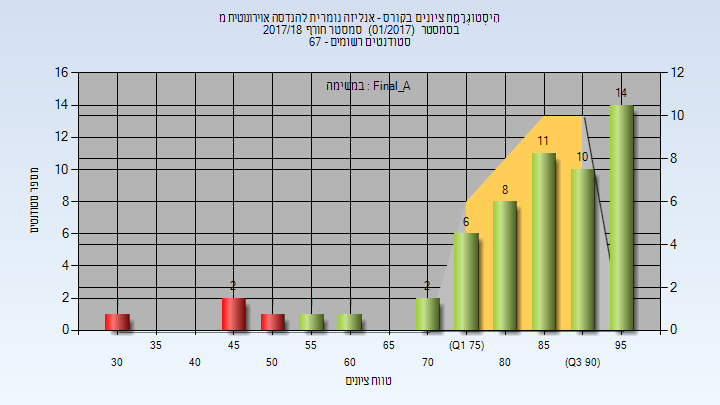 היסטוגרמת ציונים בקורס - אנליזה נומרית להנדסה אוירונוטית מ
בסמסטר (01/2017) סמסטר חורף 2017/18
סטודנטים רשומים - 67
במשימה : Final_A
מספר סטודנטים
16 14 12 10 8 6 4 2 0
12 10 8 6 4 2 0
2 2 6 8 11 10 14
35 45 55 65 (Q1 75) 85 95
30 40 50 60 70 80 (Q3 90)
טווח ציונים